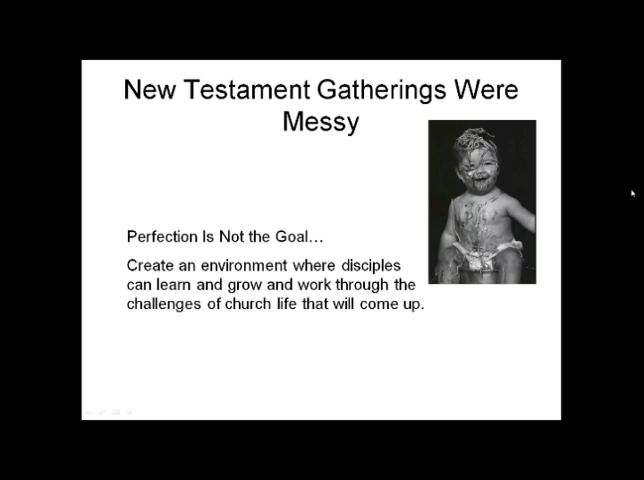 New Testament Gatherings Were
Messy
Perfection Is Not the Goal…
Create an environment where disciples
can learn and grow and work through the
challenges of church life that will come up.